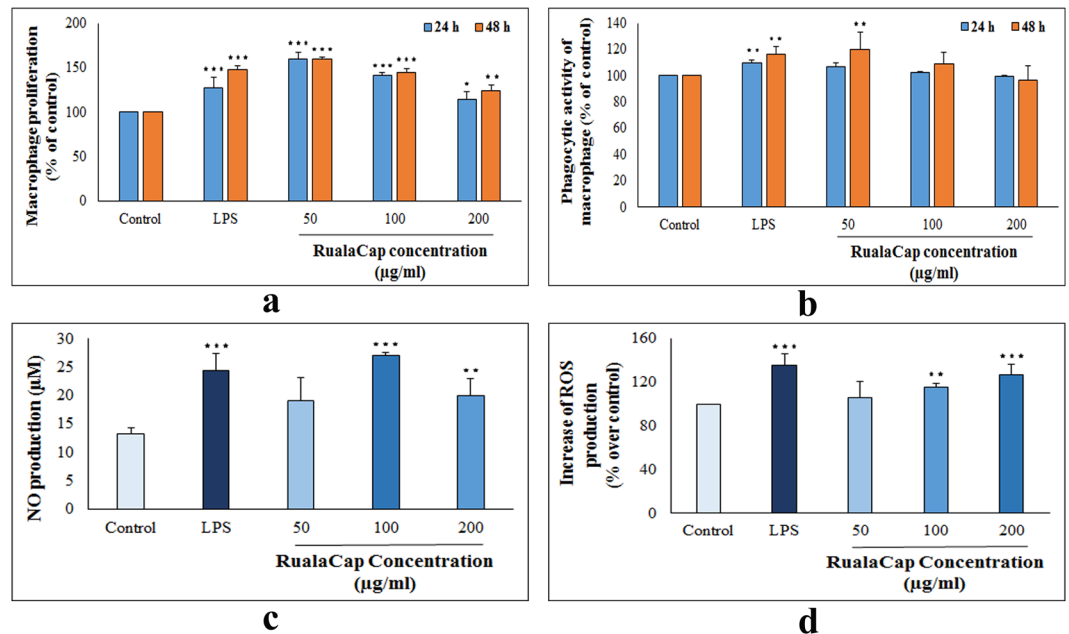 Macrophage proliferation
(% of control)
200
150
100
50
0
24 h 48 h
*** *** *** *** *** *** * **
Control LPS 50 100 200
RualaCap concentration
(µg/ml)
a
Phagocytic activity of
macrophage (% of control)
140
120
100
80
60
40
20
0
24 h 48 h
** ** **
Control LPS 50 100 200
RualaCap concentration
(µg/ml)
b
NO production (µM)
30
25
20
15
10
5
0
*** *** **
Control LPS 50 100 200
RualaCap Concentration
(µg/ml)
c
Increase of ROS
production
(% over control)
160
120
80
40
0
*** ** ***
Control LPS 50 100 200
RualaCap Concentration
(µg/ml)
d